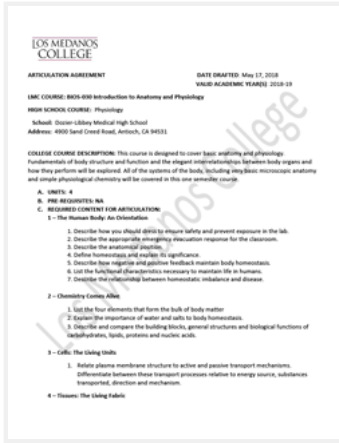 LOS MEDANOS
COLLEGE
ARTICULATION AGREEMENT DATE DRAFTED: May 17, 2018
VALID ACADEMIC YEAR(S) 2018-19
LMC COURSE: BIOS-030 Introduction to Anatomy and Physiology
HIGH SCHOOL COURSE: Physiology
School: Dozier-Libbey Medical High School
Address: 4900 Sand Creed Road, Antioch, CA 94531
COLLEGE COURSE DESCRIPTION: This course is designed to cover basic anatomy and physiology
Fundamentals of body structure and function and the elegant interrelationships between body organs and
how they perform will be explored. All of the systems of the body, including very basic microscopic anatomy
and simple physiological chemistry will be covered in this one semester course.
A. UNITS: 4
B. PRE-REQUISITES: NA
C. REQUIRED CONTENT FOR ARTICULATION:
1 – The Human Body: An Orientation
1. Describe how you should dress to ensure safety and prevent exposure in the lab.
2. Describe the appropriate emergency evacuation response for the classroom.
3. Describe the anatomical position.
4. Define homeostasis and explain its significance.
5. Describe how negative and positive feedback maintain body homeostasis.
6. List the functional characteristics necessary to maintain life in humans.
7. Describe the relationship between homeostatic imbalance and disease.
2 – Chemistry Comes Alive
1. List the four elements that form the bulk of body matter
2. Explain the importance of water and salts to body homeostasis.
3. Describe and compare the building blocks, general structures and biological functions of
carbohydrates, lipids, proteins and nucleic acids.
3 – Cells: The Living Units
1. Relate plasma membrane structure to active and passive transport mechanisms.
Differentiate between these transport processes relative to energy source, substances
transported, direction and mechanism.
4 – Tissues: The Living Fabric
Los Medanos College